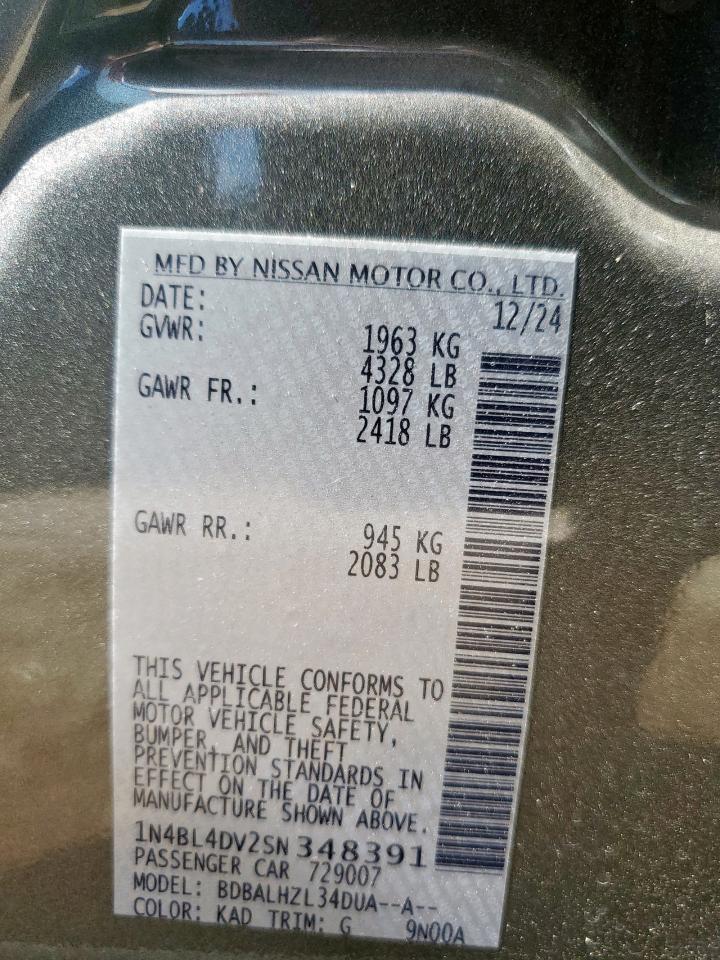 MFD BY NISSAN MOTOR CO., LTD.
DATE: 12/24
GVWR: 1963 KG
4328 LB
GAWR FR.: 1097 KG
2418 LB
GAWR RR.: 945 KG
2083 LB
THIS VEHICLE CONFORMS TO
ALL APPLICABLE FEDERAL
MOTOR VEHICLE SAFETY,
BUMPER, AND THEFT
PREVENTION STANDARDS IN
EFFECT ON THE DATE OF
MANUFACTURE SHOWN ABOVE.
1N4BL4DV2SN348391
PASSENGER CAR 729007
MODEL: BDBALHZL34DUA--A--
COLOR: KAD TRIM: G 9N00A